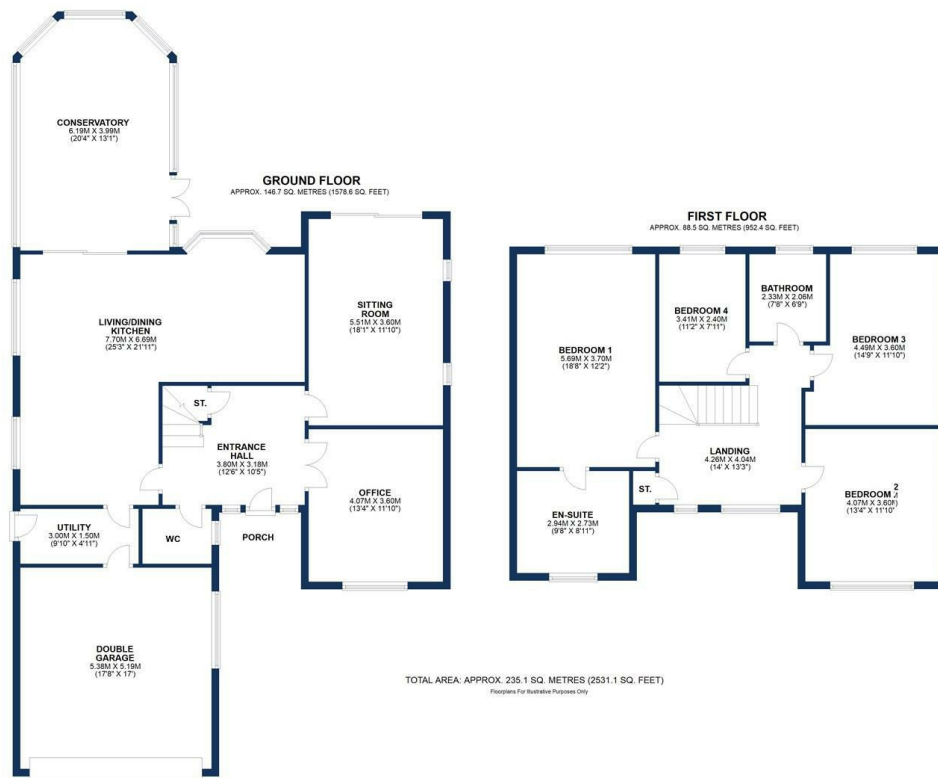 CONSERVATORY
6.19M X 3.99M
(20'4" X 13'1")
GROUND FLOOR
APPROX. 146.7 SQ. METRES (1578.6 SQ. FEET)
LIVING/DINING
KITCHEN
7.70M X 6.69M
(25'3" X 21'11")
SITTING
ROOM
5.51M X 3.60M
(18'1" X 11'10")
ST.
ENTRANCE
HALL
3.80M X 3.18M
(12'6" X 10'5")
OFFICE
4.07M X 3.60M
(13'4" X 11'10")
UTILITY
3.00M X 1.50M
(9'10" X 4'11")
WC
PORCH
DOUBLE
GARAGE
5.38M X 5.19M
(17'8" X 17')
FIRST FLOOR
APPROX. 88.5 SQ. METRES (952.4 SQ. FEET)
BEDROOM 1
5.69M X 3.70M
(18'8" X 12'2")
BEDROOM 4
3.41M X 2.40M
(11'2" X 7'11")
BATHROOM
2.33M X 2.06M
(7'8" X 6'9")
BEDROOM 3
4.49M X 3.60M
(14'9" X 11'10")
LANDING
4.26M X 4.04M
(14' X 13'3")
ST.
EN-SUITE
2.94M X 2.73M
(9'8" X 8'11")
BEDROOM 2
4.07M X 3.60M
(13'4" X 11'10"
TOTAL AREA: APPROX. 235.1 SQ. METRES (2531.1 SQ. FEET)
Floorplans For Illustrative Purposes Only